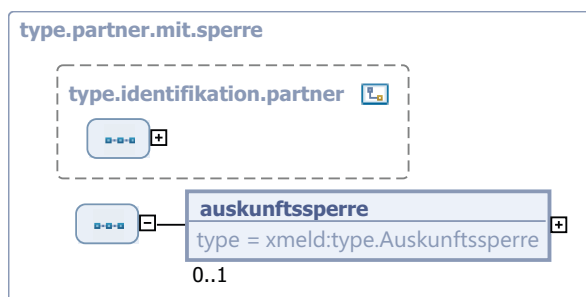 type.partner.mit.sperre
type.identifikation.partner
auskunftssperre
type = xmeld:type.Auskunftssperre
0..1